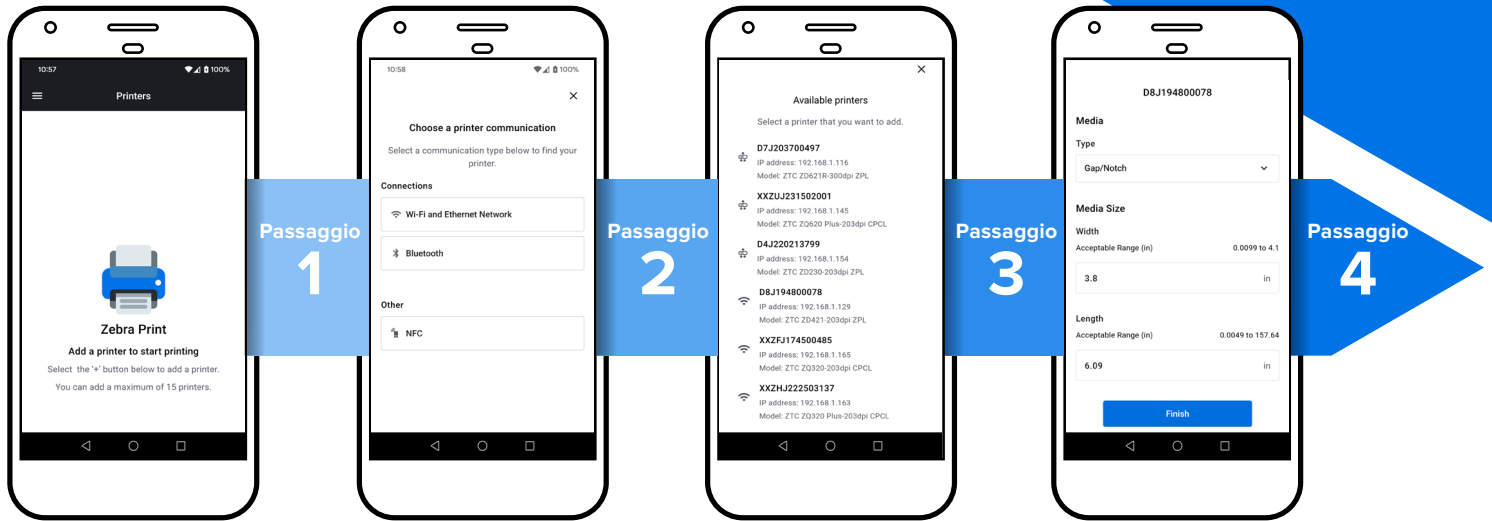 10:57
100%
Printers
Zebra Print
Add a printer to start printing
Select the '+' button below to add a printer.
You can add a maximum of 15 printers.
Passaggio
1
10:58
100%
Choose a printer communication
Select a communication type below to find your
printer.
Connections
Wi-Fi and Ethernet Network
Bluetooth
Other
NFC
Passaggio
2
Available printers
Select a printer that you want to add.
D7J203700497
IP address: 192.168.1.116
Model: ZTC ZD621R-300dpi ZPL
XXZUJ231502001
IP address: 192.168.1.145
Model: ZTC ZQ620 Plus-203dpi CPCL
D4J220213799
IP address: 192.168.1.154
Model: ZTC ZD230-203dpi ZPL
D8J194800078
IP address: 192.168.1.129
Model: ZTC ZD421-203dpi ZPL
XXZFJ174500485
IP address: 192.168.1.165
Model: ZTC ZQ320-203dpi CPCL
XXZHJ222503137
IP address: 192.168.1.163
Model: ZTC ZQ320 Plus-203dpi CPCL
Passaggio
3
D8J194800078
Media
Type
Gap/Notch
Media Size
Width
Acceptable Range (in) 0.0099 to 4.1
3.8 in
Length
Acceptable Range (in) 0.0049 to 157.64
6.09 in
Finish
Passaggio
4